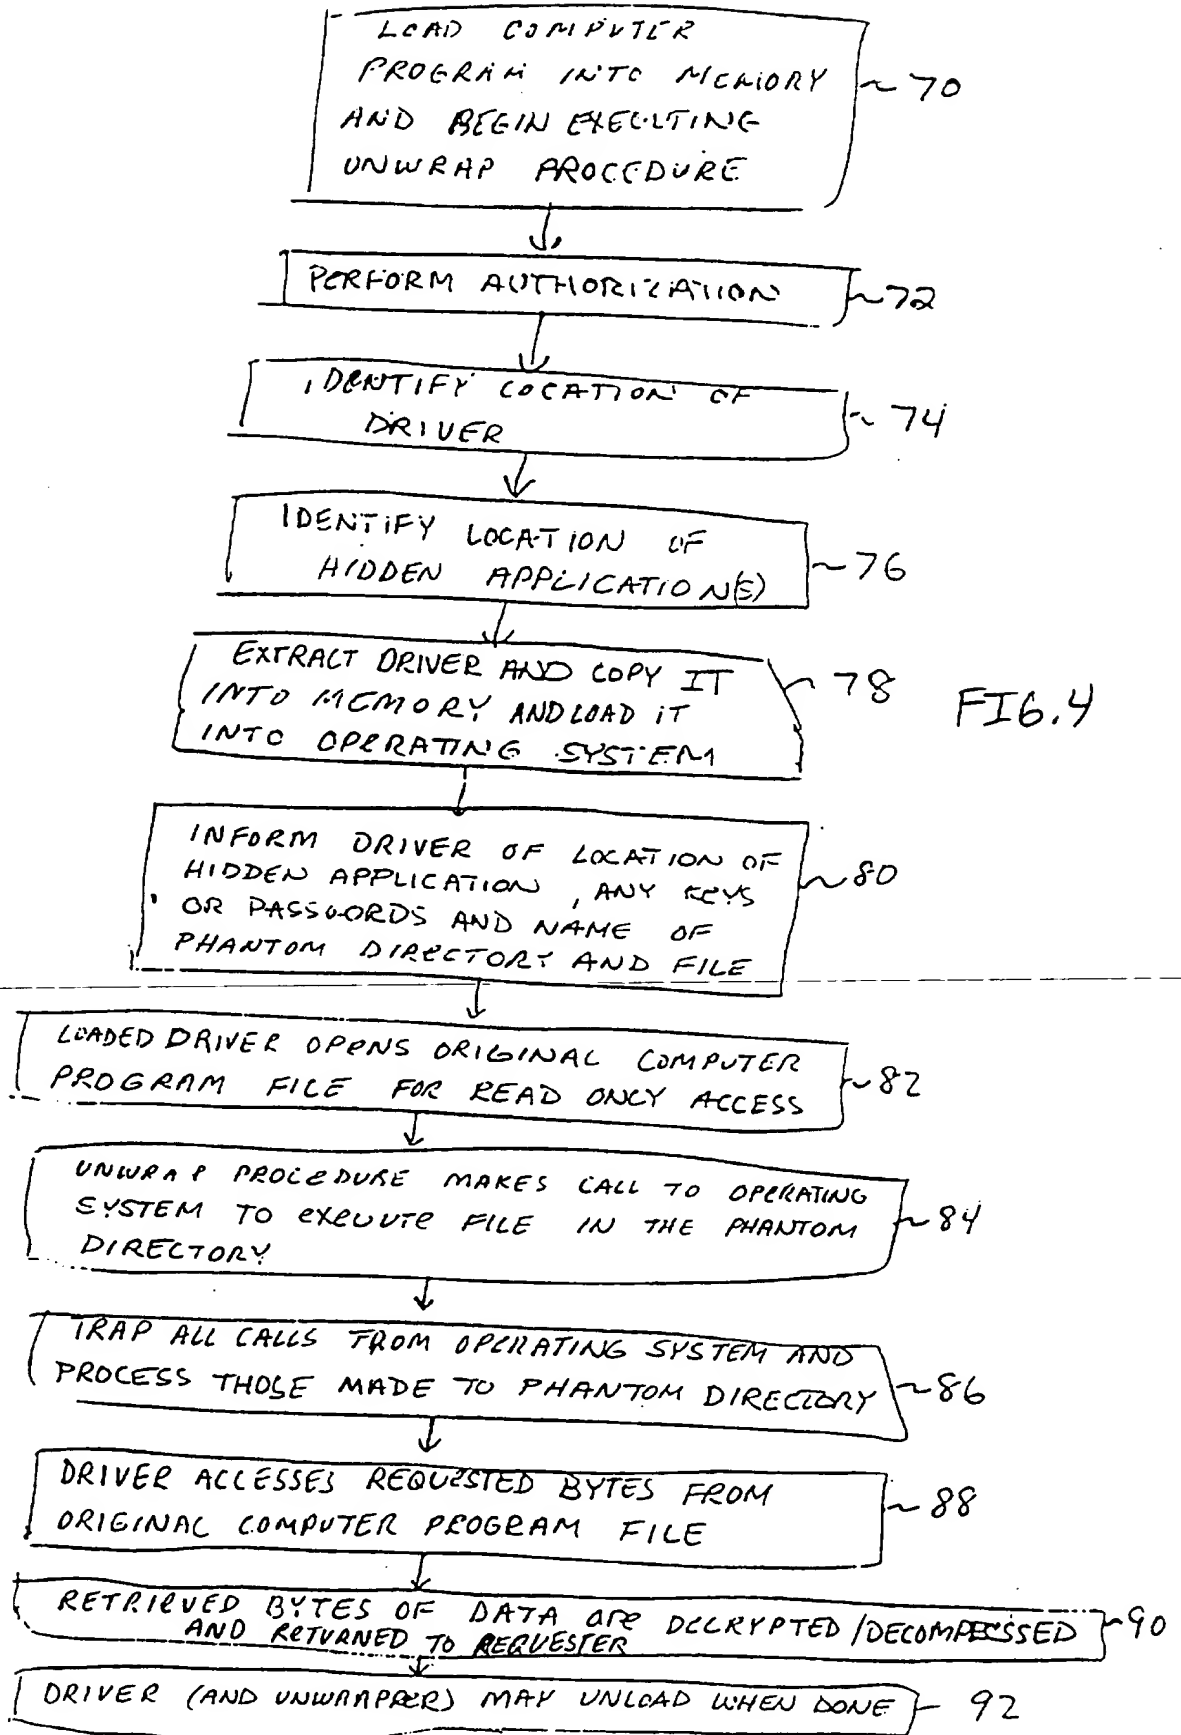 LOAD COMPUTER
PROGRAM INTO MEMORY
AND BEGIN EXECUTING
UNWRAP PROCEDURE
~ 70
PERFORM AUTHORIZATION
~72
IDENTIFY LOCATION OF
DRIVER
~ 74
IDENTIFY LOCATION OF
HIDDEN APPLICATION(S)
~ 76
EXTRACT DRIVER AND COPY IT
INTO MEMORY AND LOAD IT
INTO OPERATING SYSTEM
~ 78
FIG.4
INFORM DRIVER OF LOCATION OF
HIDDEN APPLICATION, ANY KEYS
OR PASSWORDS AND NAME OF
PHANTOM DIRECTORY AND FILE
~80
LOADED DRIVER OPENS ORIGINAL COMPUTER
PROGRAM FILE FOR READ ONLY ACCESS
~82
UNWRAP PROCEDURE MAKES CALL TO OPERATING
SYSTEM TO EXECUTE FILE IN THE PHANTOM
DIRECTORY
~84
TRAP ALL CALLS FROM OPERATING SYSTEM AND
PROCESS THOSE MADE TO PHANTOM DIRECTORY
~86
DRIVER ACCESSES REQUESTED BYTES FROM
ORIGINAL COMPUTER PROGRAM FILE
~ 88
RETRIEVED BYTES OF DATA ARE DECRYPTED/DECOMPRESSED
AND RETURNED TO REQUESTER
~90
DRIVER (AND UNWRAPPER) MAY UNLOAD WHEN DONE
~ 92